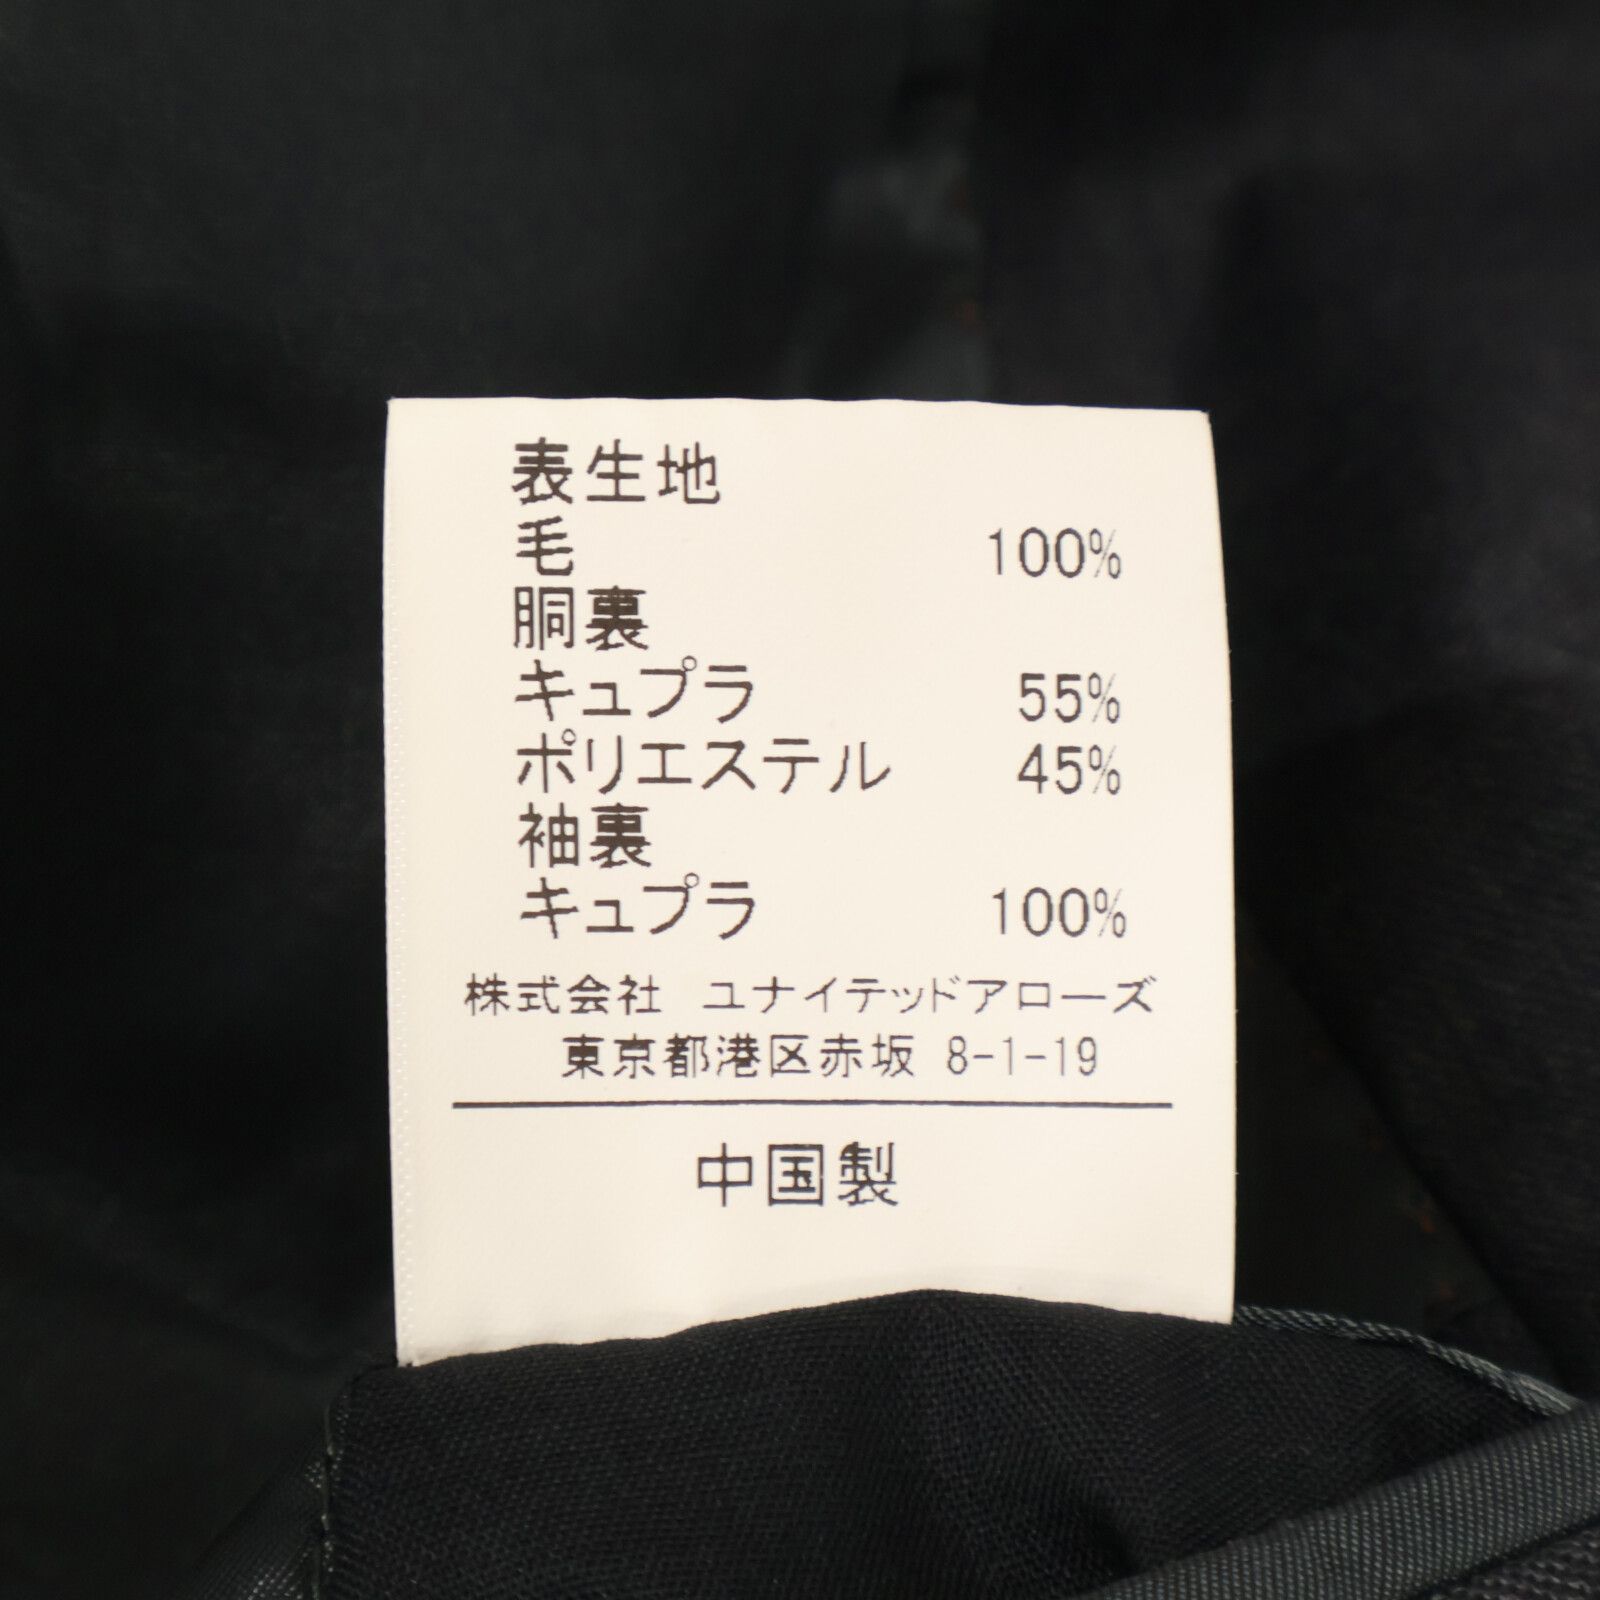 表生地
毛 100%
胴裏
キュプラ 55%
ポリエステル 45%
袖裏
キュプラ 100%
株式会社 ユナイテッドアローズ
東京都港区赤坂 8-1-19
中国製